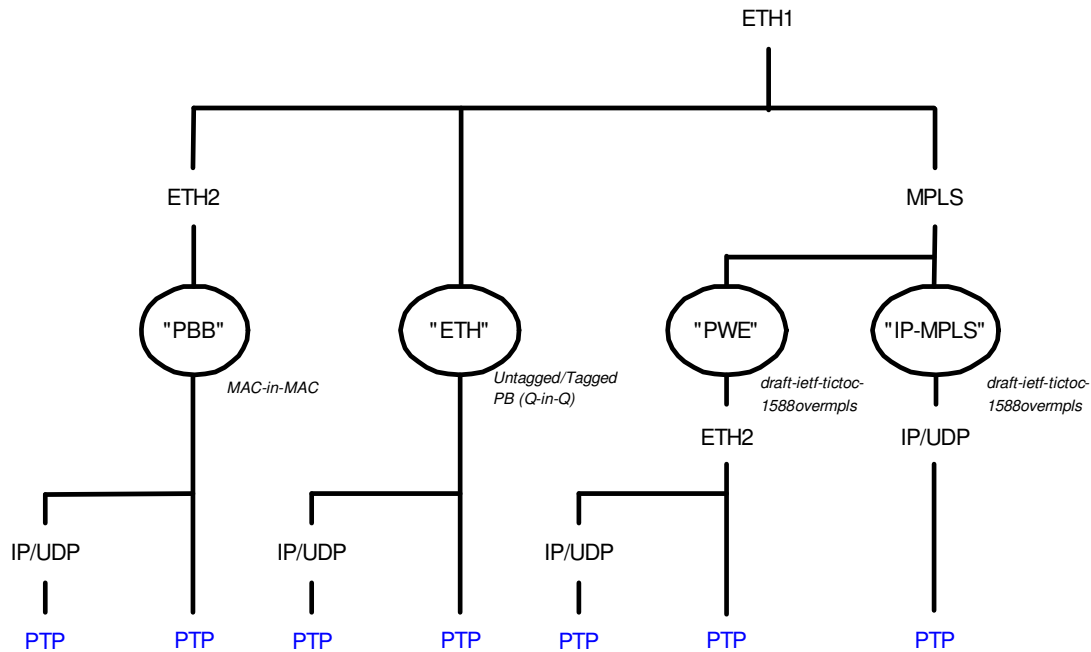 ETH1
ETH2
MPLS
"PBB"
"ETH"
"PWE"
"IP-MPLS"
MAC-in-MAC
Untagged/Tagged
PB (Q-in-Q)
draft-ietf-tictoc-
1588overmpls
draft-ietf-tictoc-
1588overmpls
ETH2
IP/UDP
IP/UDP
IP/UDP
IP/UDP
PTP
PTP
PTP
PTP
PTP
PTP
PTP